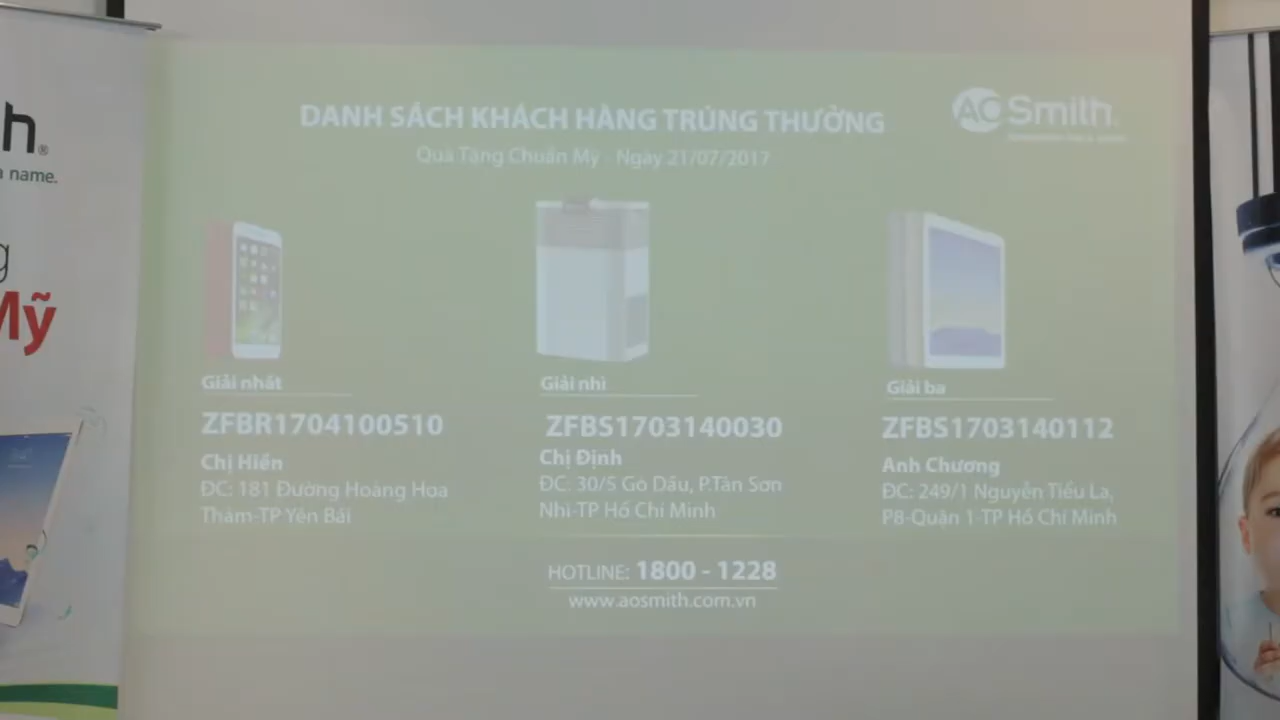 h®
a name.
g
Mỹ
DANH SÁCH KHÁCH HÀNG TRÚNG THƯỞNG
Quà Tặng Chuẩn Mỹ - Ngày 21/07/2017
AO Smith
Giải nhất
ZFBR1704100510
Chị Hiền
ĐC: 181 Đường Hoàng Hoa
Thám-TP Yên Bái
Giải nhì
ZFBS1703140030
Chị Định
ĐC: 30/5 Gò Dầu, P.Tân Sơn
Nhì-TP Hồ Chí Minh
Giải ba
ZFBS1703140112
Anh Chương
ĐC: 249/1 Nguyễn Tiểu La,
P8-Quận 1-TP Hồ Chí Minh
HOTLINE: 1800 - 1228
www.aosmith.com.vn